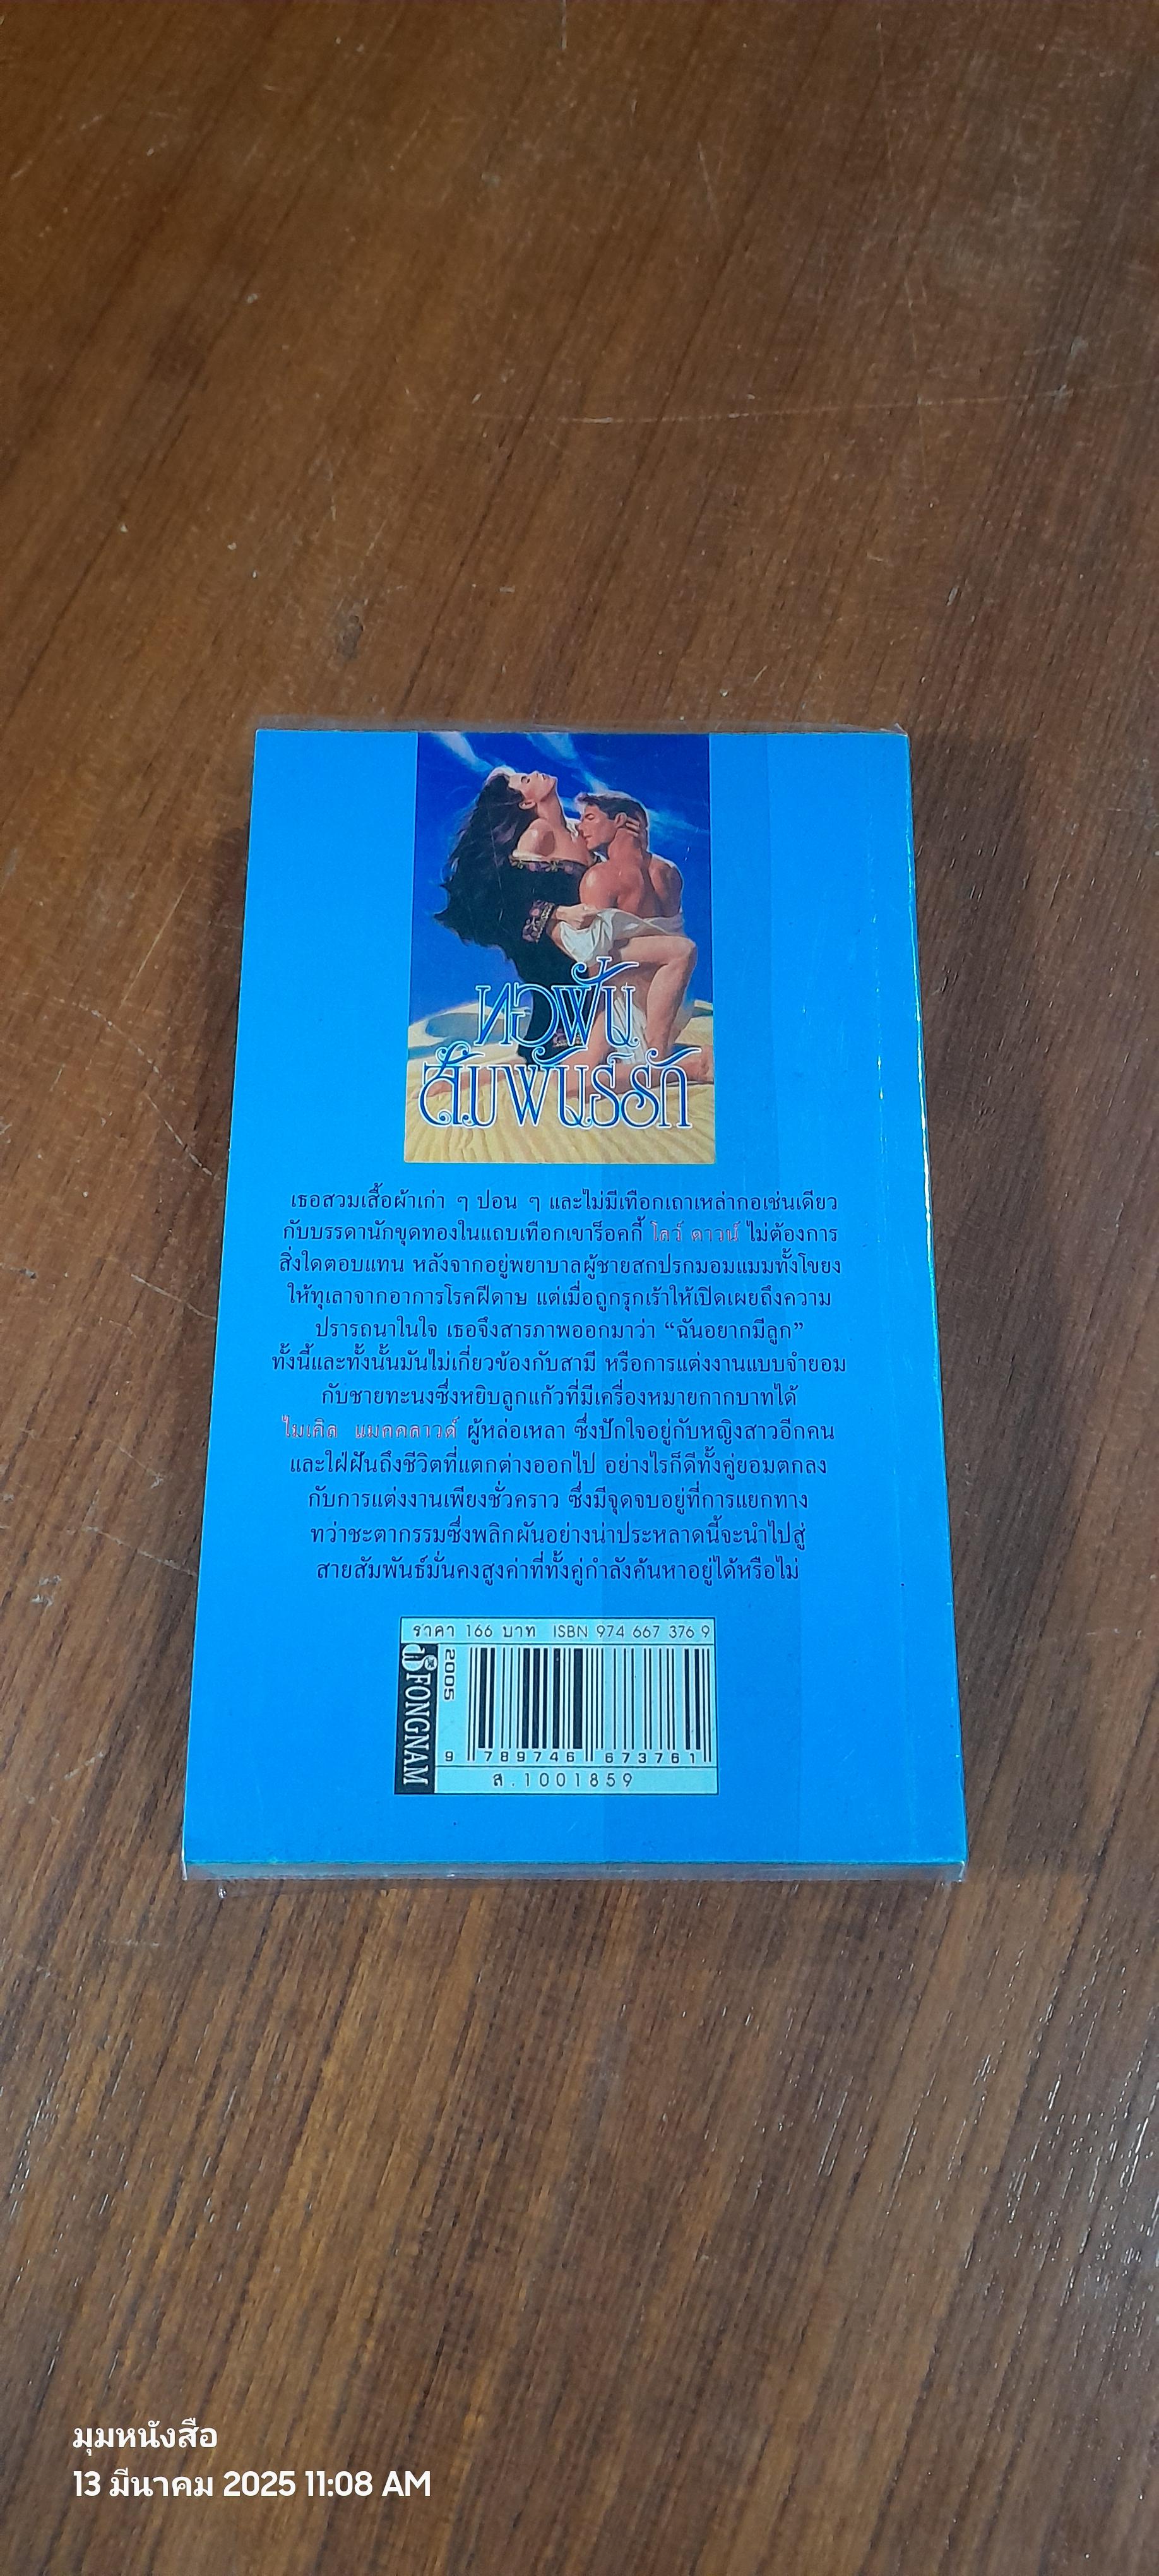 ทอฝัน
สัมพันธ์รัก
เธอสวมเสื้อผ้าเก่า ๆ ปอน ๆ และไม่มีเทือกเถาเหล่ากอเช่นเดียว
กับบรรดานักขุดทองในแถบเทือกเขาร็อคกี้ โลว์ ดาวน์ ไม่ต้องการ
สิ่งใดตอบแทน หลังจากอยู่พยาบาลผู้ชายสกปรกมอมแมมทั้งโขยง
ให้ทุเลาจากอาการโรคฝีดาษ แต่เมื่อถูกรุกเร้าให้เปิดเผยถึงความ
ปรารถนาในใจ เธอจึงสารภาพออกมาว่า “ฉันอยากมีลูก”
ทั้งนี้และทั้งนั้นมันไม่เกี่ยวข้องกับสามี หรือการแต่งงานแบบจำยอม
กับชายทะนงซึ่งหยิบลูกแก้วที่มีเครื่องหมายกากบาทได้
แมคคลาวด์ ผู้หล่อเหลา ซึ่งปักใจอยู่กับหญิงสาวอีกคน
และใฝ่ฝันถึงชีวิตที่แตกต่างออกไป อย่างไรก็ดีทั้งคู่ยอมตกลง
กับการแต่งงานเพียงชั่วคราว ซึ่งมีจุดจบอยู่ที่การแยกทาง
ทว่าชะตากรรมซึ่งพลิกผันอย่างน่าประหลาดนี้จะนำไปสู่
สายสัมพันธ์มั่นคงสูงค่าที่ทั้งคู่กำลังค้นหาอยู่ได้หรือไม่
ราคา 166 บาท ISBN 974 667 376 9
FONGNAM
2005
9 789746 673761
ส.1001859
มุมหนังสือ
13 มีนาคม 2025 11:08 AM